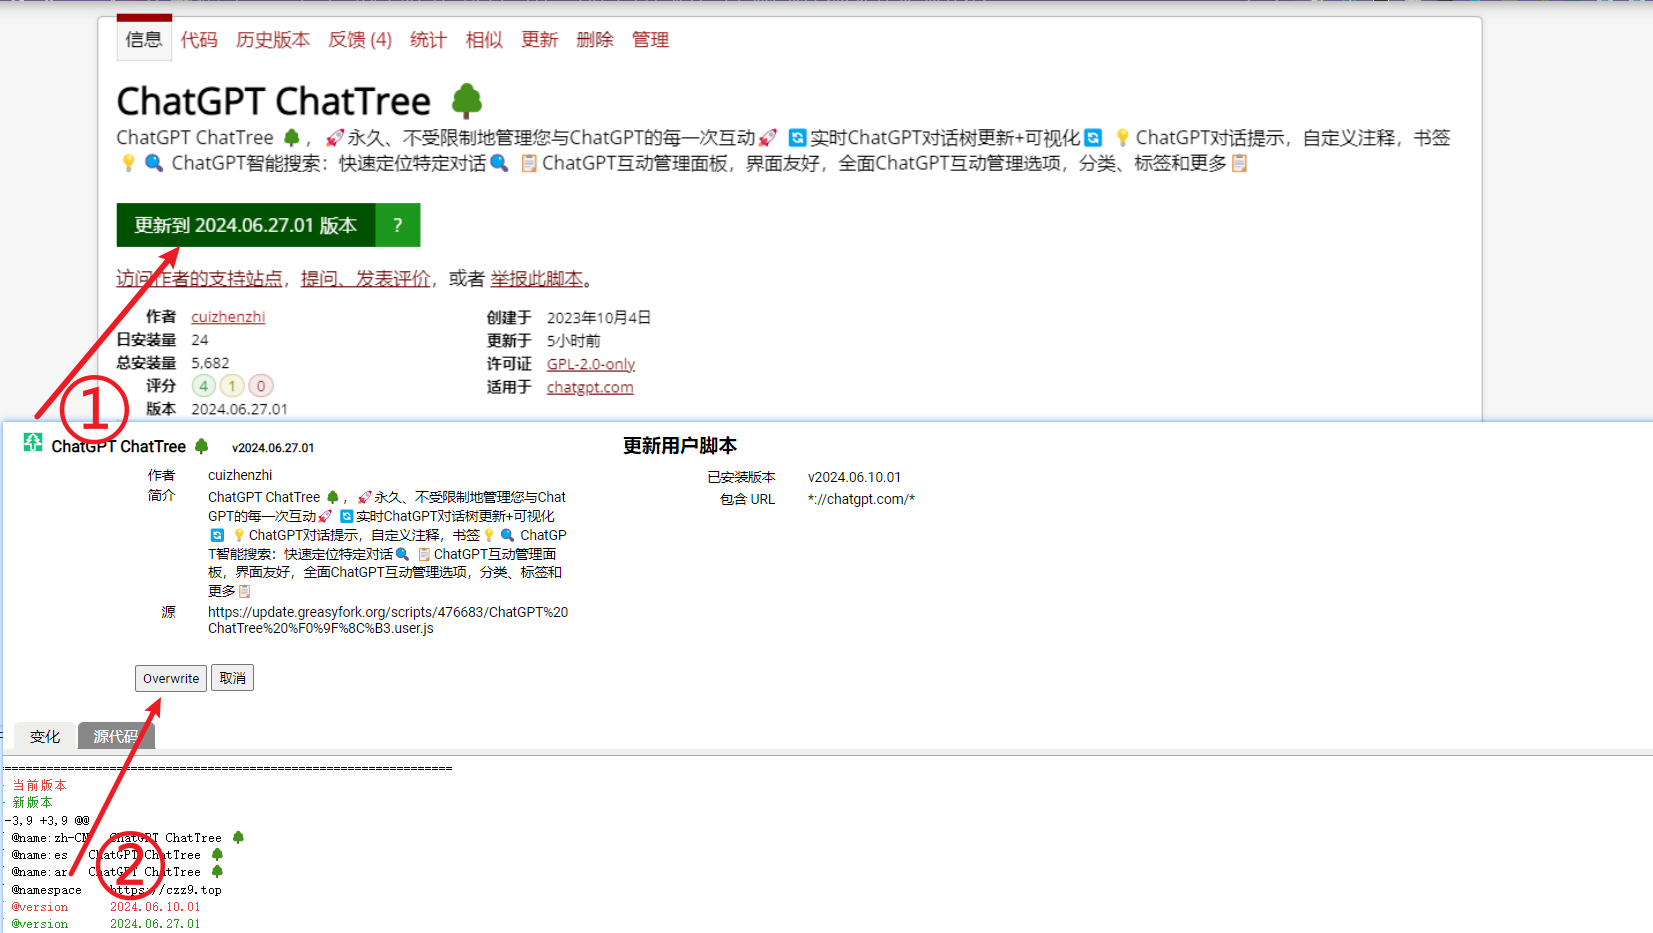 信息 代码 历史版本 反馈 (4) 统计 相似 更新 删除 管理
ChatGPT ChatTree 🌳
ChatGPT ChatTree 🌳，🚀永久、不受限制地管理您与ChatGPT的每一次互动🚀 🔄实时ChatGPT对话树更新+可视化🔄 💡ChatGPT对话提示，自定义注释，书签
💡 🔍 ChatGPT智能搜索：快速定位特定对话🔍 📋ChatGPT互动管理面板，界面友好，全面ChatGPT互动管理选项，分类、标签和更多📋
更新到 2024.06.27.01 版本 ?
访问作者的支持站点，提问、发表评价，或者 举报此脚本。
作者 cuizhenzhi 创建于 2023年10月4日
日安装量 24 更新于 5小时前
总安装量 5,682 许可证 GPL-2.0-only
评分 4 1 0 适用于 chatgpt.com
版本 2024.06.27.01
①
ChatGPT ChatTree 🌳 v2024.06.27.01 更新用户脚本
作者 cuizhenzhi 已安装版本 v2024.06.10.01
简介 ChatGPT ChatTree 🌳，🚀永久、不受限制地管理您与Chat 包含 URL *://chatgpt.com/*
GPT的每一次互动🚀 🔄实时ChatGPT对话树更新+可视化
🔄 💡ChatGPT对话提示，自定义注释，书签💡 🔍 ChatGP
T智能搜索：快速定位特定对话🔍 📋ChatGPT互动管理面
板，界面友好，全面ChatGPT互动管理选项，分类、标签和
更多📋
源 https://update.greasyfork.org/scripts/476683/ChatGPT%20
ChatTree%20%F0%9F%8C%B3.user.js
Overwrite 取消
变化 源代码
===================================================================
当前版本
新版本
-3,9 +3,9 @@
@name:zh-CN ChatGPT ChatTree 🌳
@name:es ChatGPT ChatTree 🌳
②
@name:ar ChatGPT ChatTree 🌳
@namespace https://czz9.top
@version 2024.06.10.01
@version 2024.06.27.01